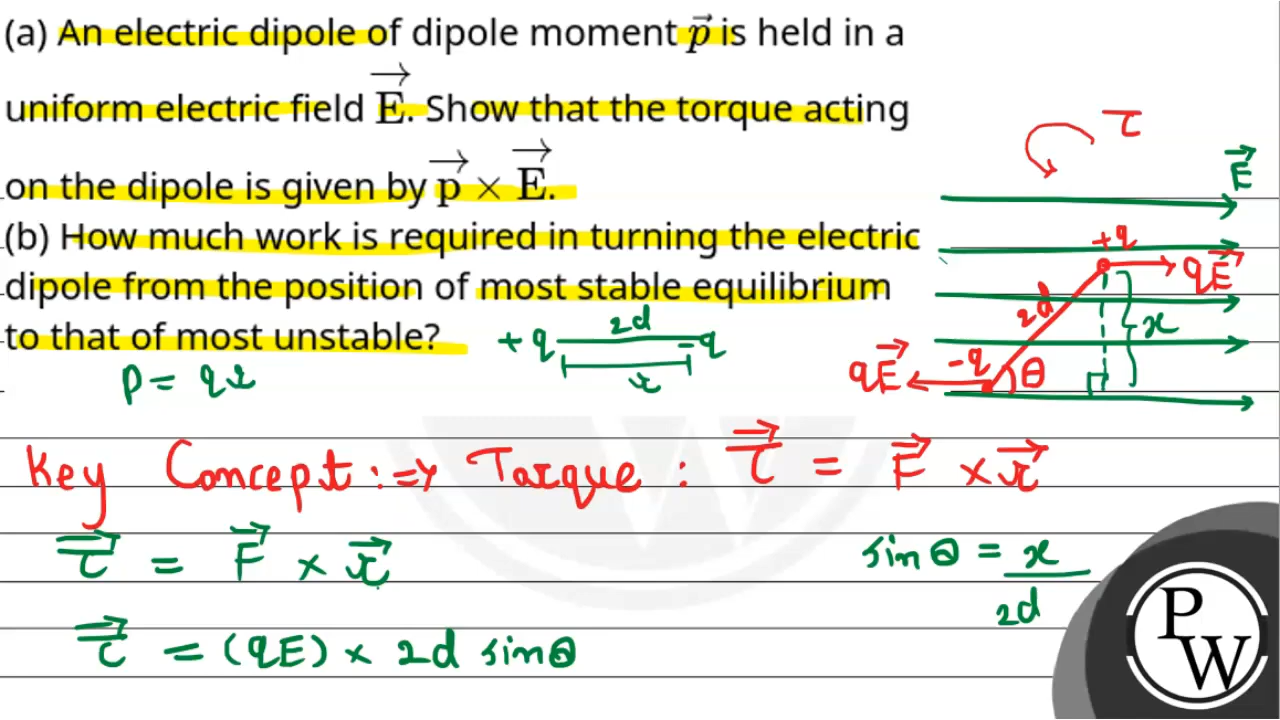 (a) An electric dipole of dipole moment p⃗ is held in a
uniform electric field E⃗. Show that the torque acting
on the dipole is given by p⃗ × E⃗.
(b) How much work is required in turning the electric
dipole from the position of most stable equilibrium
to that of most unstable?
+q 2d -q
r
P = qr
τ
E⃗
+q
qE⃗
2d
x
qE⃗ -q θ
Key Concept :⇒ Torque : τ⃗ = F⃗ × r⃗
τ⃗ = F⃗ × r⃗
sin θ = x
2d
τ⃗ = (qE) × 2d sin θ
P
W